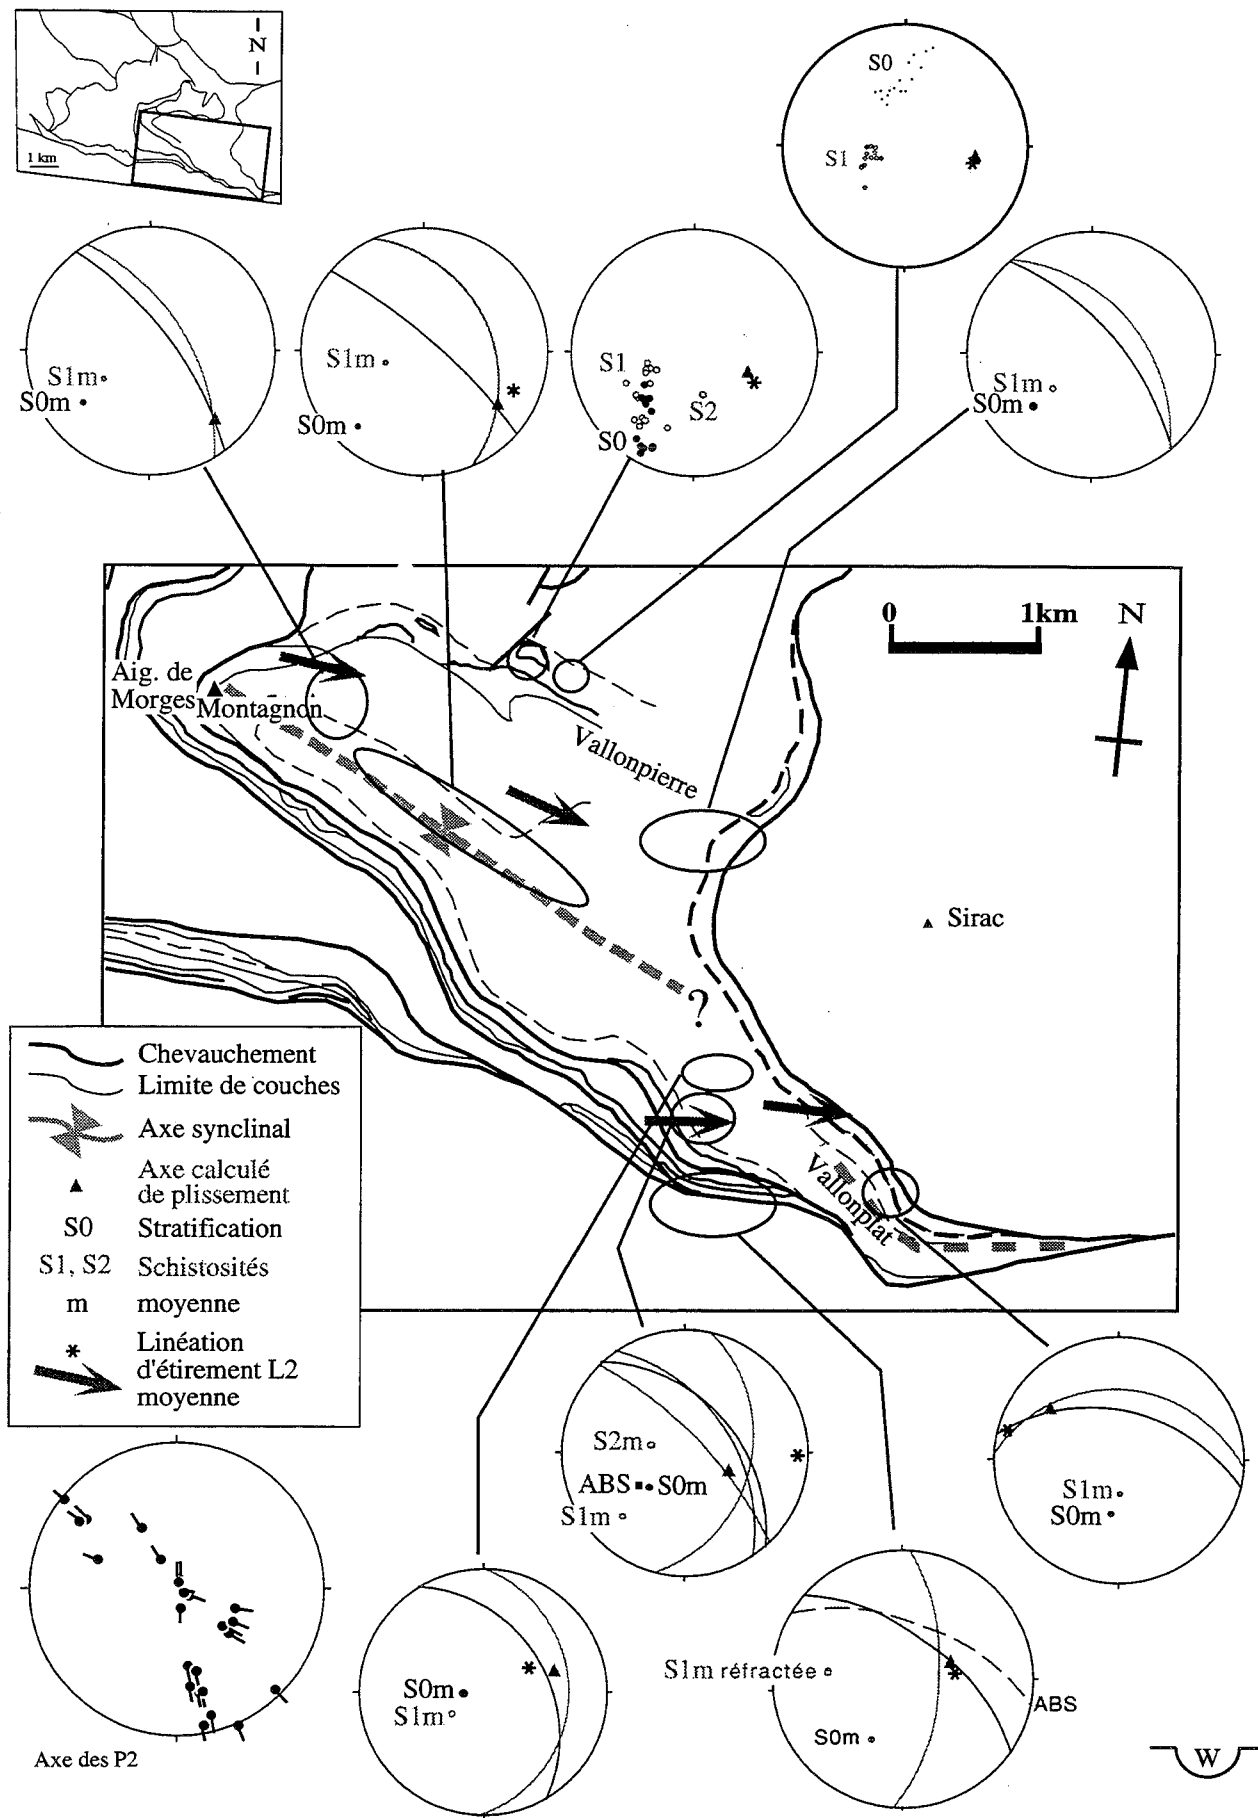 N
1 km
S0
S1
S1m
S0m
S1m
S0m
S1
S2
S0
S1m
S0m
0 1km N
Aig. de
Morges
Montagnon
Vallonpierre
Sirac
?
Vallonplat
Chevauchement
Limite de couches
Axe synclinal
Axe calculé
de plissement
S0 Stratification
S1, S2 Schistosités
m moyenne
* Linéation
d'étirement L2
moyenne
S2m
ABS S0m
S1m
S1m
S0m
S0m
S1m
S1m réfractée
ABS
S0m
Axe des P2
W